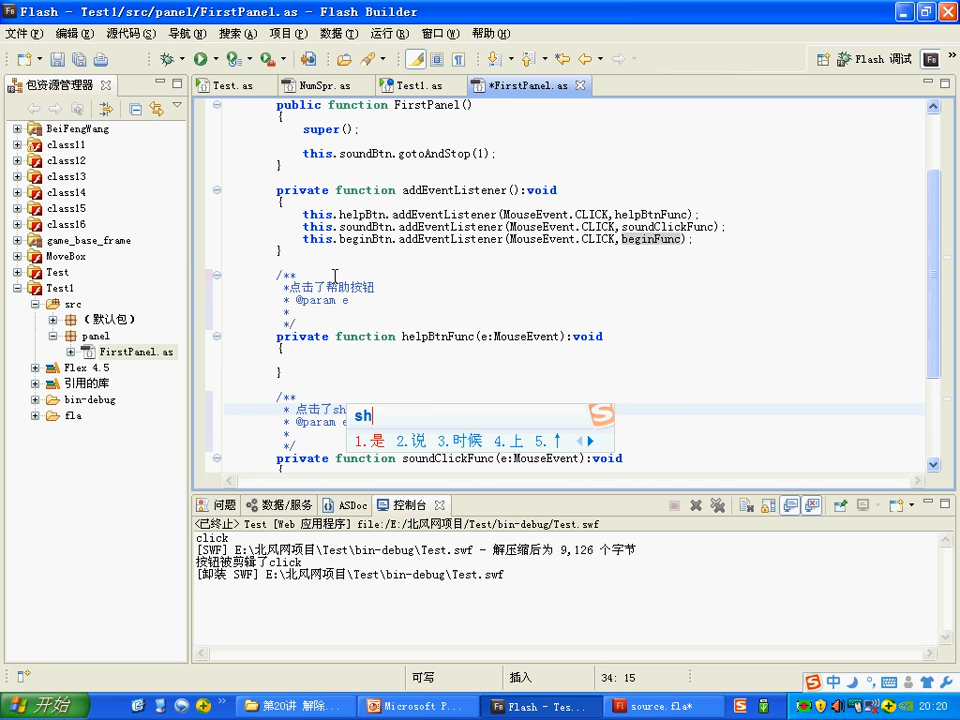 Flash - Test1/src/panel/FirstPanel.as - Flash Builder
文件(F) 编辑(E) 源代码(S) 导航(N) 搜索(A) 项目(P) 数据(T) 运行(R) 窗口(W) 帮助(H)
Flash 调试
包资源管理器
Test.as NumSpr.as Test1.as *FirstPanel.as
BeiFengWang
class11
class12
class13
class14
class15
class16
game_base_frame
MoveBox
Test
Test1
src
(默认包)
panel
FirstPanel.as
Flex 4.5
引用的库
bin-debug
fla
public function FirstPanel()
{
super();
this.soundBtn.gotoAndStop(1);
}
private function addEventListener():void
{
this.helpBtn.addEventListener(MouseEvent.CLICK,helpBtnFunc);
this.soundBtn.addEventListener(MouseEvent.CLICK,soundClickFunc);
this.beginBtn.addEventListener(MouseEvent.CLICK,beginFunc);
}
/**
*点击了帮助按钮
* @param e
*
*/
private function helpBtnFunc(e:MouseEvent):void
{
}
/**
* 点击了sh
* @param e
*
*/
private function soundClickFunc(e:MouseEvent):void
{
sh
1.是 2.说 3.时候 4.上 5.↑
问题 数据/服务 ASDoc 控制台
<已终止> Test [Web 应用程序] file:/E:/北风网项目/Test/bin-debug/Test.swf
click
[SWF] E:\北风网项目\Test\bin-debug\Test.swf - 解压缩后为 9,126 个字节
按钮被剪辑了click
[卸装 SWF] E:\北风网项目\Test\bin-debug\Test.swf
可写 插入 34: 15
中
开始 第20讲 解除... Microsoft P... Flash - Tes... source.fla* 20:20